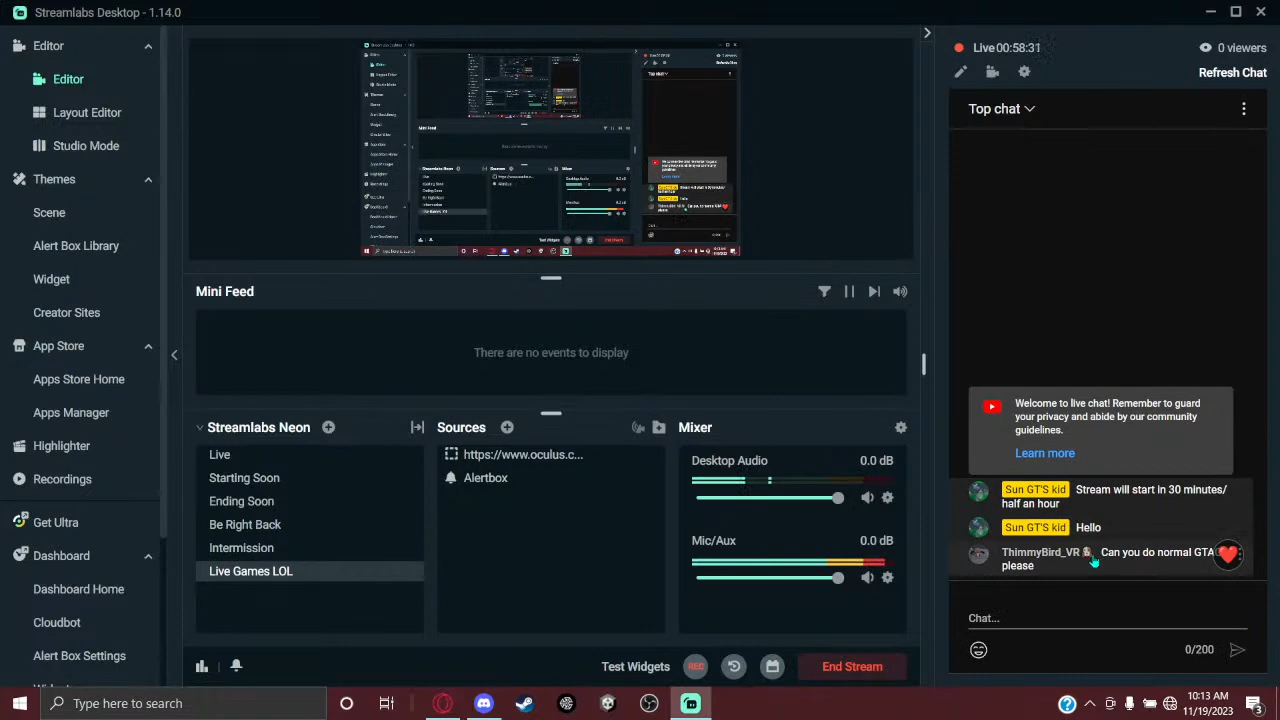 Streamlabs Desktop - 1.14.0
Editor
Editor
Layout Editor
Studio Mode
Themes
Scene
Alert Box Library
Widget
Creator Sites
App Store
Apps Store Home
Apps Manager
Highlighter
Recordings
Get Ultra
Dashboard
Dashboard Home
Cloudbot
Alert Box Settings
Mini Feed
There are no events to display
Streamlabs Neon
Live
Starting Soon
Ending Soon
Be Right Back
Intermission
Live Games LOL
Sources
https://www.oculus.c...
Alertbox
Mixer
Desktop Audio 0.0 dB
Mic/Aux 0.0 dB
Test Widgets REC End Stream
Live 00:58:31 0 viewers
Refresh Chat
Top chat
Welcome to live chat! Remember to guard
your privacy and abide by our community
guidelines.
Learn more
Sun GT'S kid Stream will start in 30 minutes/
half an hour
Sun GT'S kid Hello
ThimmyBird_VR Can you do normal GTAG
please
Chat...
0/200
Type here to search
10:13 AM
11/19/2023
3